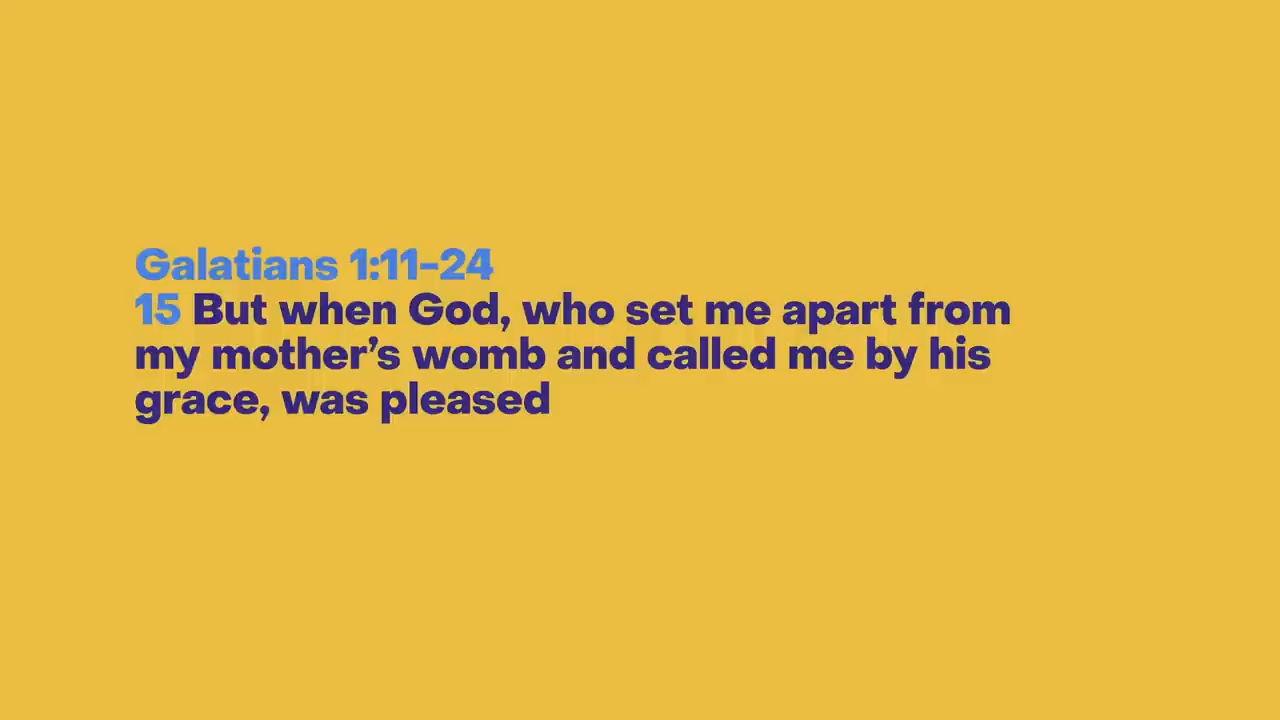 Galatians 1:11-24
15 But when God, who set me apart from
my mother’s womb and called me by his
grace, was pleased